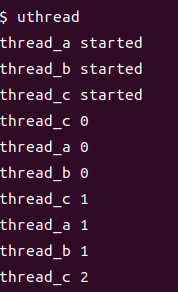 $ uthread
thread_a started
thread_b started
thread_c started
thread_c 0
thread_a 0
thread_b 0
thread_c 1
thread_a 1
thread_b 1
thread_c 2